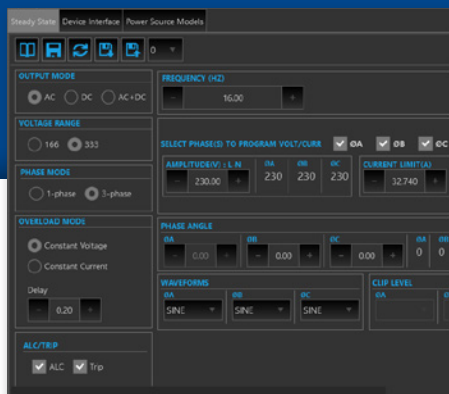 Steady State Device Interface Power Source Models
0
OUTPUT MODE
AC DC AC+DC
FREQUENCY (HZ)
- 16.00 +
VOLTAGE RANGE
166 333
SELECT PHASE(S) TO PROGRAM VOLT/CURR ØA ØB ØC
AMPLITUDE(V) : L-N ØA ØB ØC CURRENT LIMIT(A)
- 230.00 + 230 230 230 - 32.740 +
PHASE MODE
1-phase 3-phase
OVERLOAD MODE
Constant Voltage
Constant Current
Delay
- 0.20 +
PHASE ANGLE
ØA ØB ØC ØA ØB
- 0.00 + - 0.00 + - 0.00 + 0 0
WAVEFORMS CLIP LEVEL
ØA ØB ØC ØA
SINE SINE SINE
ALC/TRIP
ALC Trip